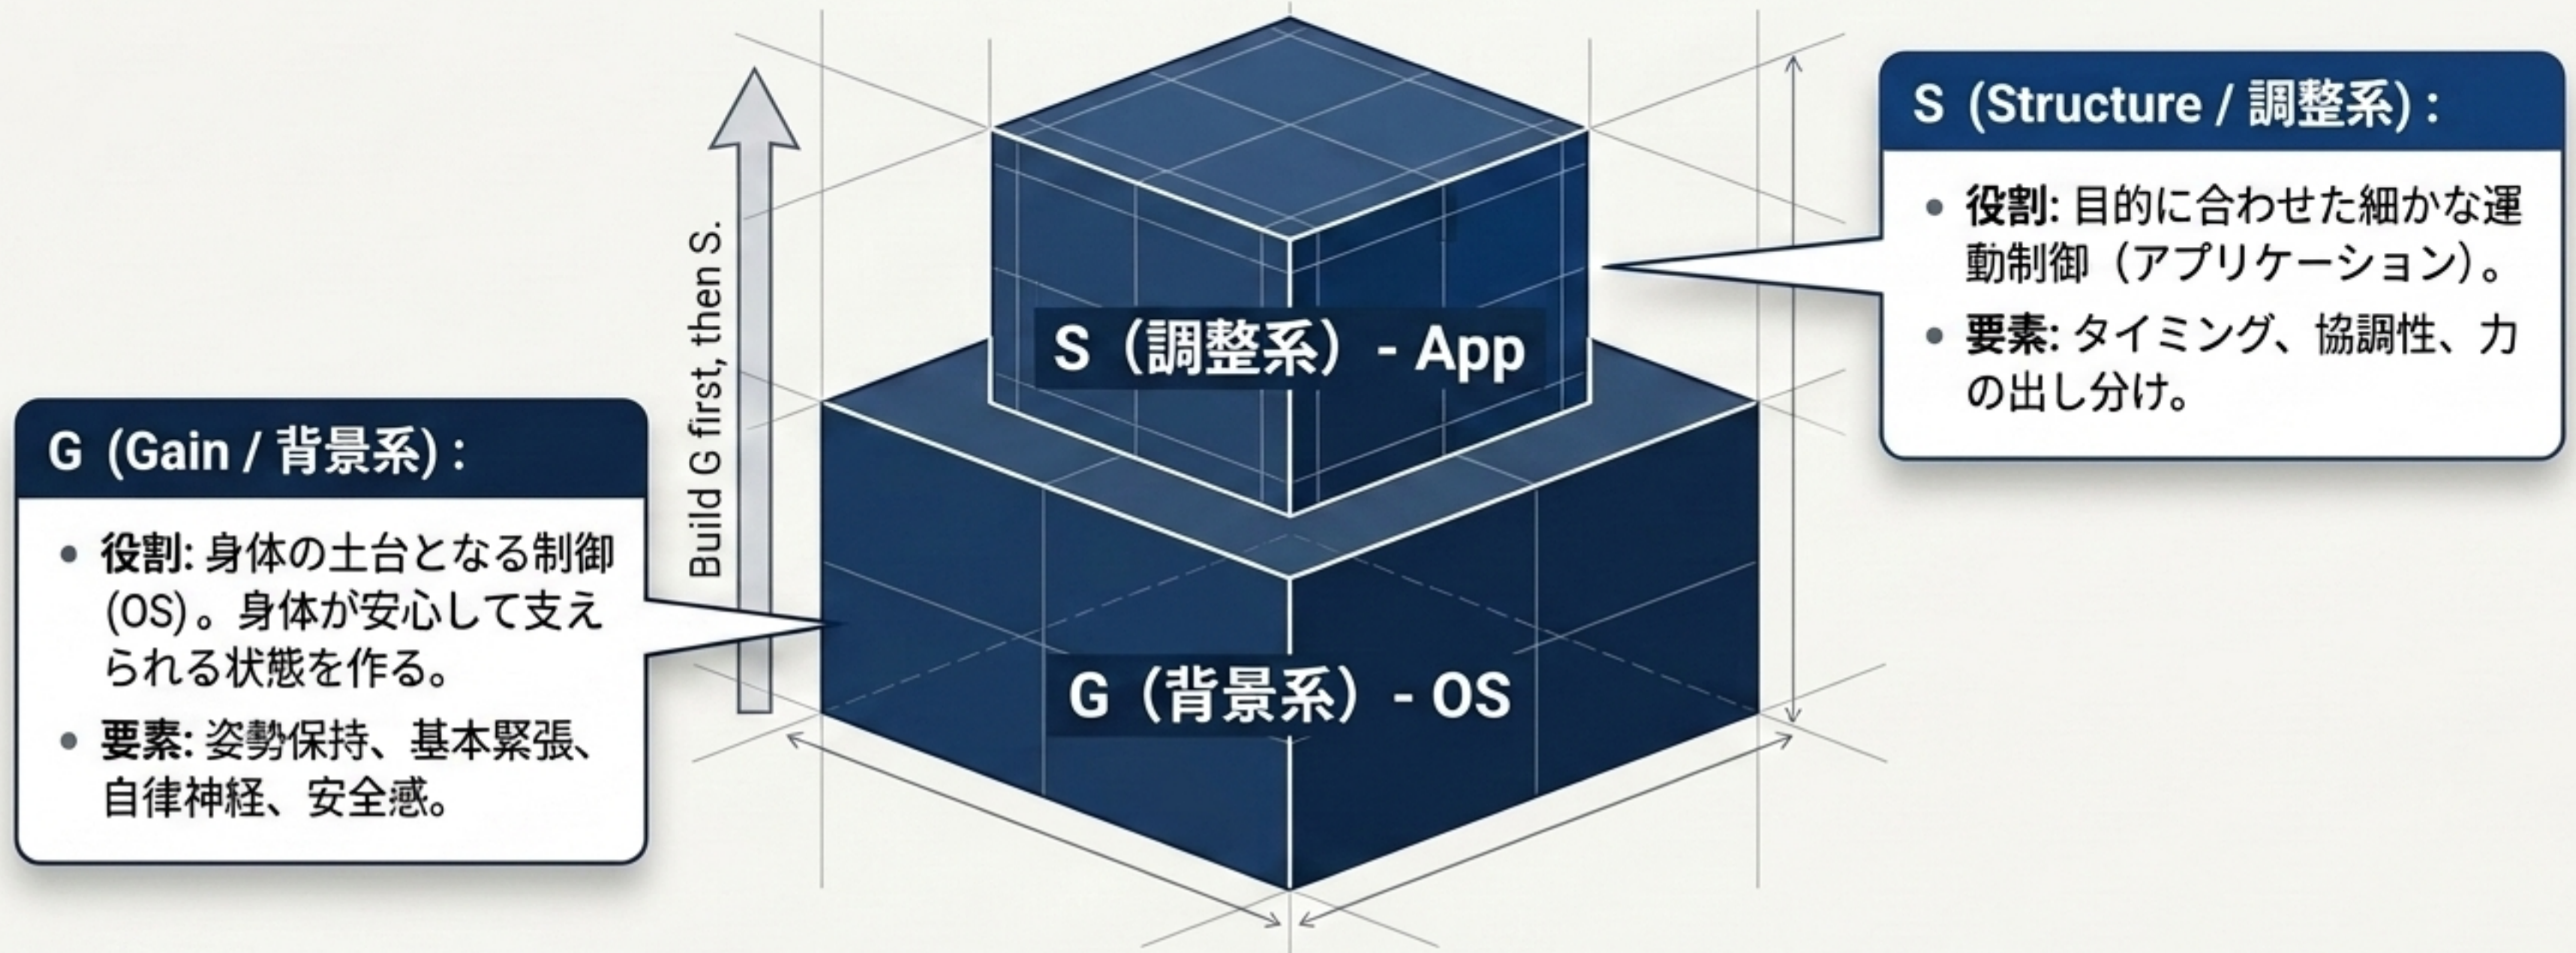 G (Gain / 背景系) :
• 役割: 身体の土台となる制御
(OS) 。身体が安心して支え
られる状態を作る。
• 要素: 姿勢保持、基本緊張、
自律神経、安全感。
Build G first, then S.
S（調整系）- App
G（背景系）- OS
S (Structure / 調整系) :
• 役割: 目的に合わせた細かな運
動制御（アプリケーション）。
• 要素: タイミング、協調性、力
の出し分け。